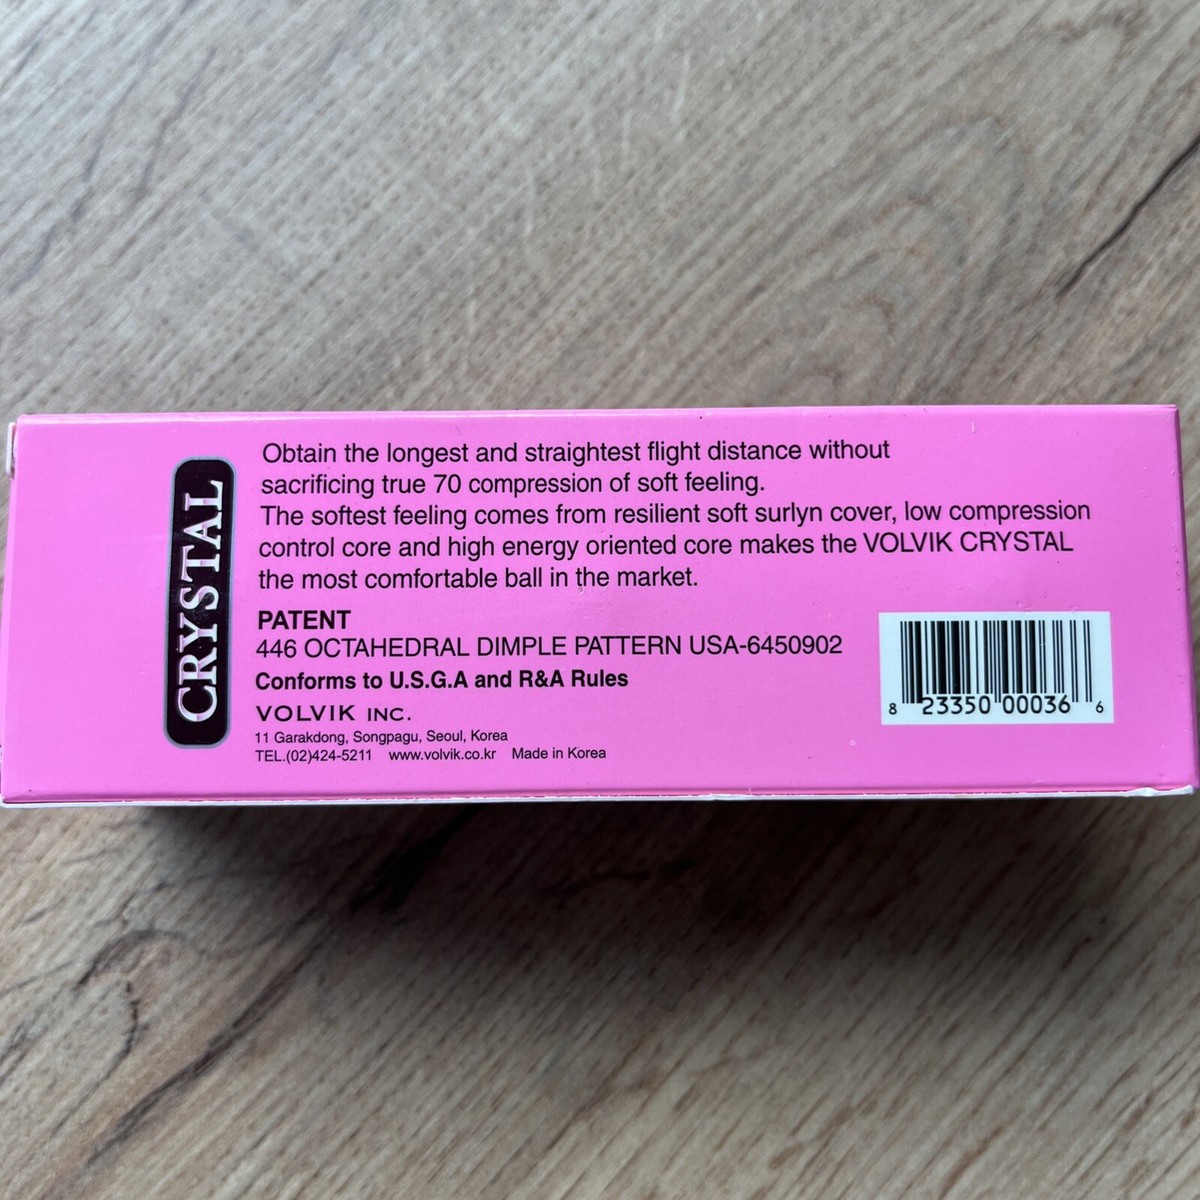 CRYSTAL
Obtain the longest and straightest flight distance without
sacrificing true 70 compression of soft feeling.
The softest feeling comes from resilient soft surlyn cover, low compression
control core and high energy oriented core makes the VOLVIK CRYSTAL
the most comfortable ball in the market.
PATENT
446 OCTAHEDRAL DIMPLE PATTERN USA-6450902
Conforms to U.S.G.A and R&A Rules
VOLVIK INC.
11 Garakdong, Songpagu, Seoul, Korea
TEL.(02)424-5211 www.volvik.co.kr Made in Korea
8 23350 00036 6